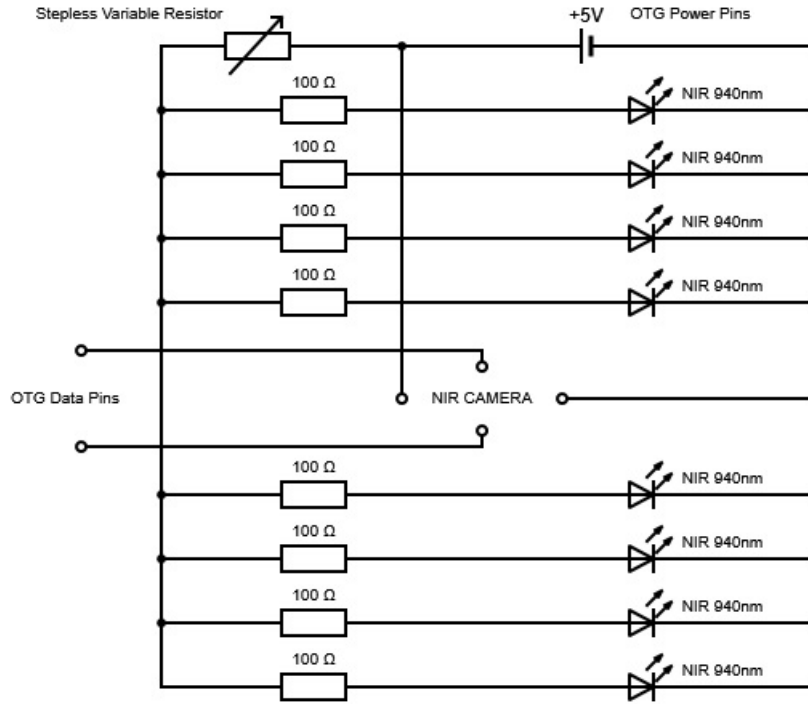 Stepless Variable Resistor
+5V
OTG Power Pins
100 Ω
NIR 940nm
100 Ω
NIR 940nm
100 Ω
NIR 940nm
100 Ω
NIR 940nm
OTG Data Pins
NIR CAMERA
100 Ω
NIR 940nm
100 Ω
NIR 940nm
100 Ω
NIR 940nm
100 Ω
NIR 940nm